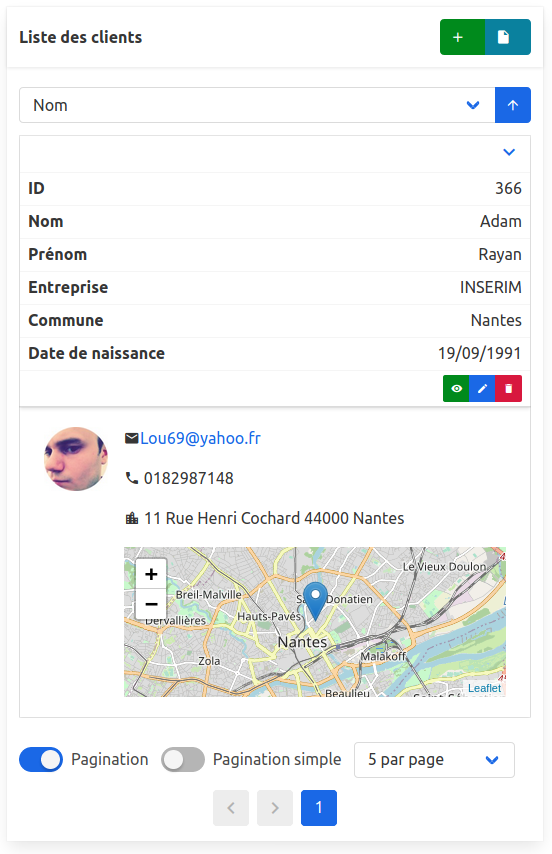 Liste des clients
Nom
ID 366
Nom Adam
Prénom Rayan
Entreprise INSERIM
Commune Nantes
Date de naissance 19/09/1991
Lou69@yahoo.fr
0182987148
11 Rue Henri Cochard 44000 Nantes
+
−
Le Vieux Doulon
Breil-Malville
Donatien
Hauts-Pavés
Dervallières
Nantes
Malakoff
Zola
Beaulieu
Leaflet
Pagination Pagination simple 5 par page
1